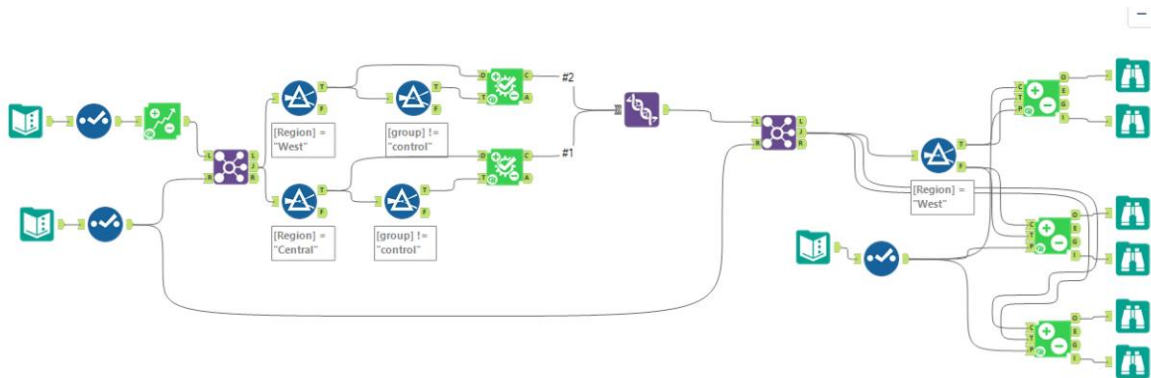 #2
[Region] =
"West"
[group] !=
"control"
#1
[Region] =
"Central"
[group] !=
"control"
[Region] =
"West"
L
R
L
J
R
T
F
T
F
O
T
C
A
T
F
T
F
O
T
C
A
L
R
L
J
R
T
F
C
T
P
O
E
G
I
C
T
P
O
E
G
I
C
T
P
O
E
G
I